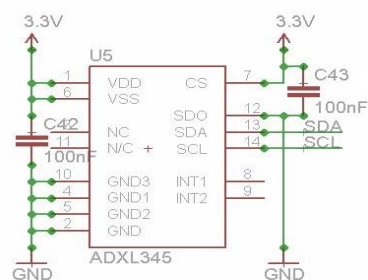 3.3V 3.3V
U5
1 VDD CS 7
6 VSS
C43
100nF
SDO 12
C42 NC SDA 13 SDA
100nF 11 N/C + SCL 14 SCL
10 GND3 INT1 8
4 GND1 INT2 9
5 GND2
2 GND
ADXL345
GND GND